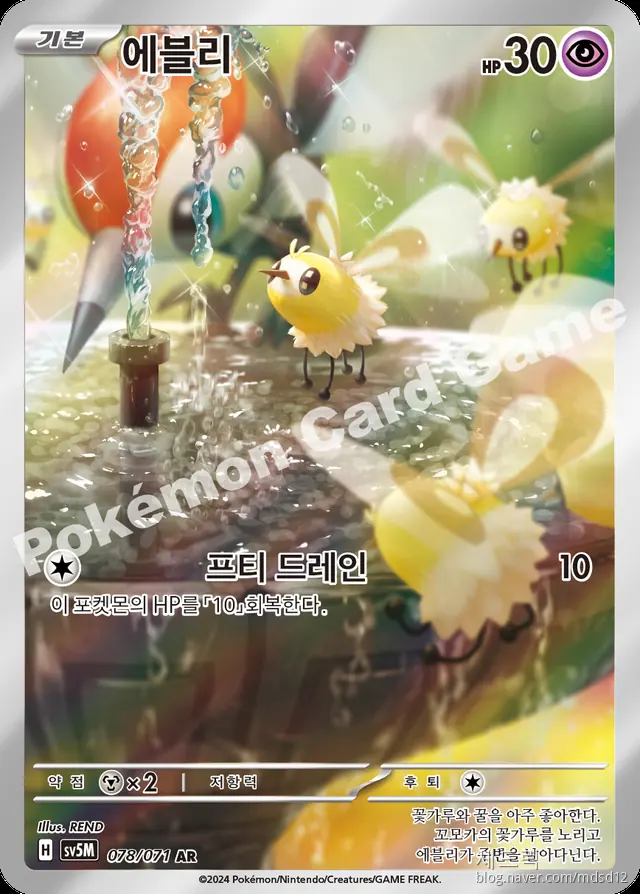 기본 에블리 HP 30
Pokémon Card Game
프티 드레인 10
이 포켓몬의 HP를 「10」회복한다.
약점 ×2 저항력 후퇴
Illus. REND
꽃가루와 꿀을 아주 좋아한다.
꼬모카의 꽃가루를 노리고
에블리가 주변을 날아다닌다.
H sv5M 078/071 AR
blog.naver.com/mdsd12
©2024 Pokémon/Nintendo/Creatures/GAME FREAK.